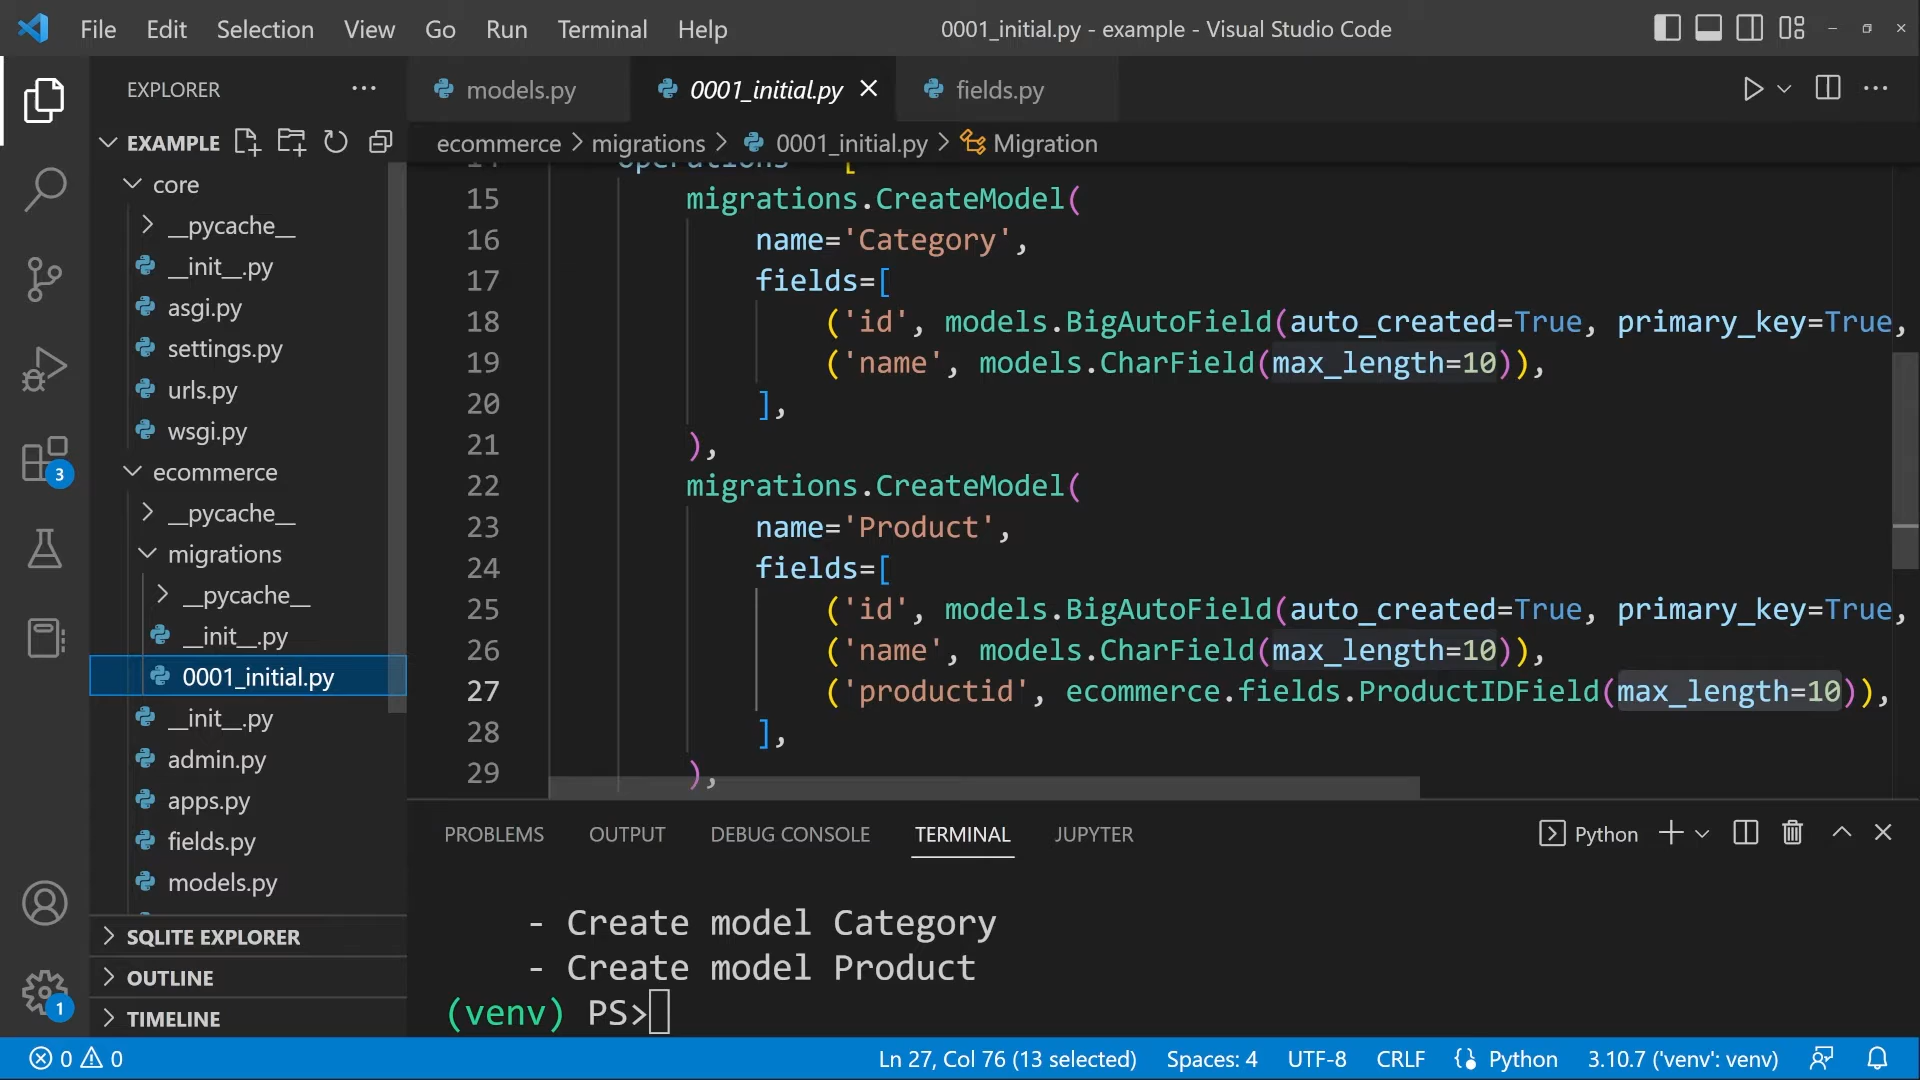 File Edit Selection View Go Run Terminal Help 0001_initial.py - example - Visual Studio Code
EXPLORER
models.py 0001_initial.py fields.py
EXAMPLE
ecommerce > migrations > 0001_initial.py > Migration
core
__pycache__
__init__.py
asgi.py
settings.py
urls.py
wsgi.py
ecommerce
__pycache__
migrations
__pycache__
__init__.py
0001_initial.py
__init__.py
admin.py
apps.py
fields.py
models.py
SQLITE EXPLORER
OUTLINE
TIMELINE
3
1
14 operations = [
15 migrations.CreateModel(
16 name='Category',
17 fields=[
18 ('id', models.BigAutoField(auto_created=True, primary_key=True,
19 ('name', models.CharField(max_length=10)),
20 ],
21 ),
22 migrations.CreateModel(
23 name='Product',
24 fields=[
25 ('id', models.BigAutoField(auto_created=True, primary_key=True,
26 ('name', models.CharField(max_length=10)),
27 ('productid', ecommerce.fields.ProductIDField(max_length=10)),
28 ],
29 ),
PROBLEMS OUTPUT DEBUG CONSOLE TERMINAL JUPYTER Python
- Create model Category
- Create model Product
(venv) PS>
0 0 Ln 27, Col 76 (13 selected) Spaces: 4 UTF-8 CRLF Python 3.10.7 ('venv': venv)